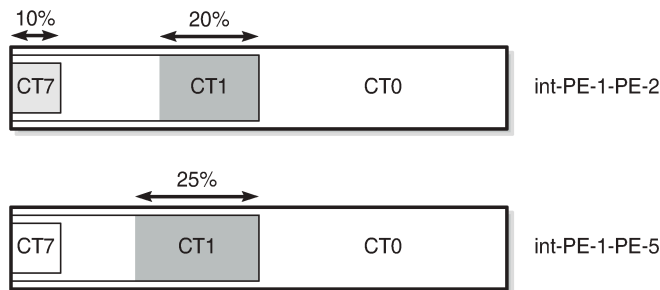 10% 20%
CT7 CT1 CT0 int-PE-1-PE-2
25%
CT7 CT1 CT0 int-PE-1-PE-5